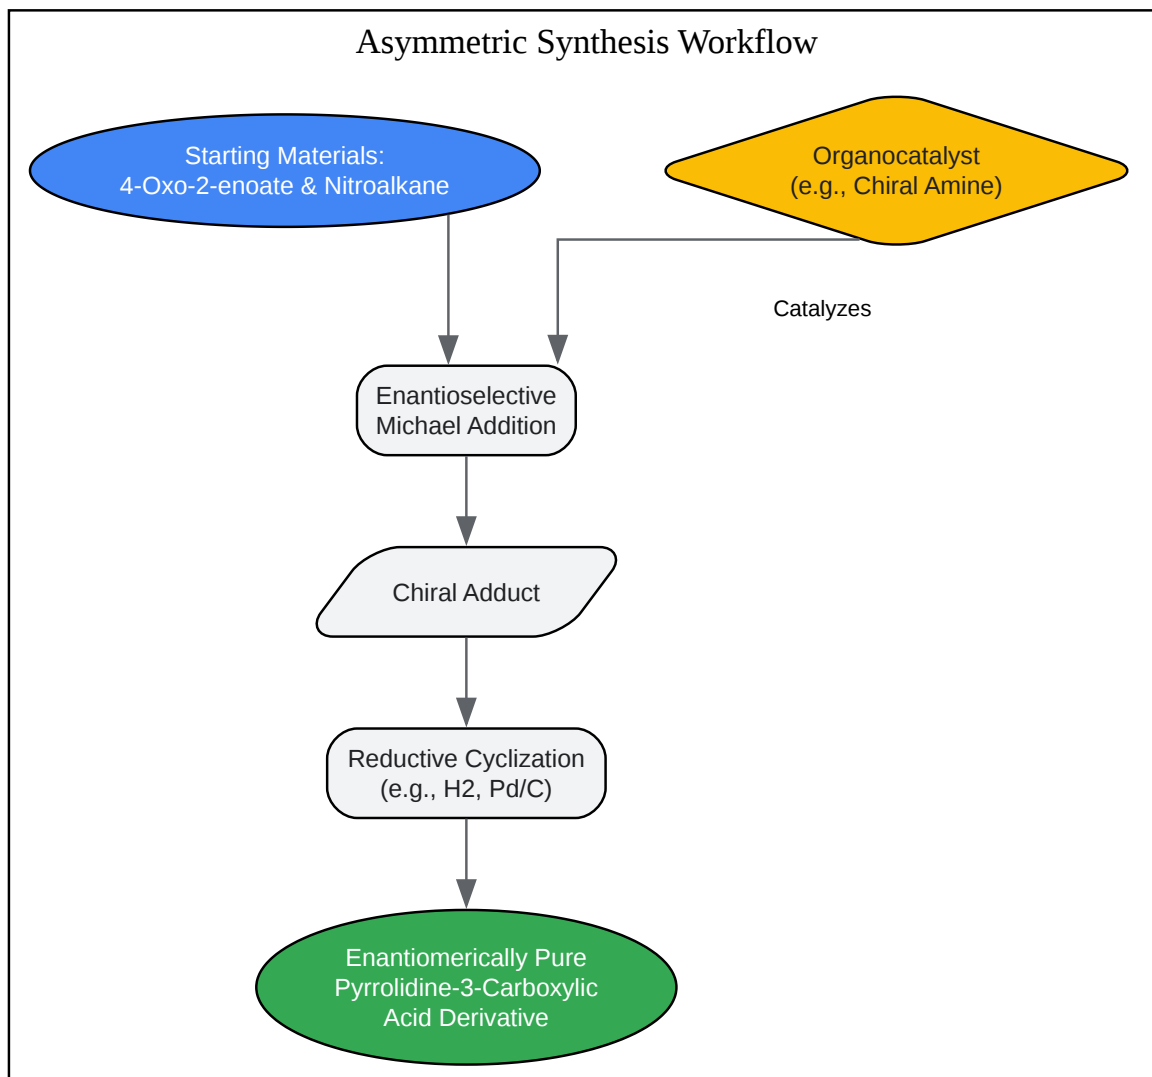 Asymmetric Synthesis Workflow
Starting Materials:
4-Oxo-2-enoate & Nitroalkane
Organocatalyst
(e.g., Chiral Amine)
Catalyzes
Enantioselective
Michael Addition
Chiral Adduct
Reductive Cyclization
(e.g., H2, Pd/C)
Enantiomerically Pure
Pyrrolidine-3-Carboxylic
Acid Derivative